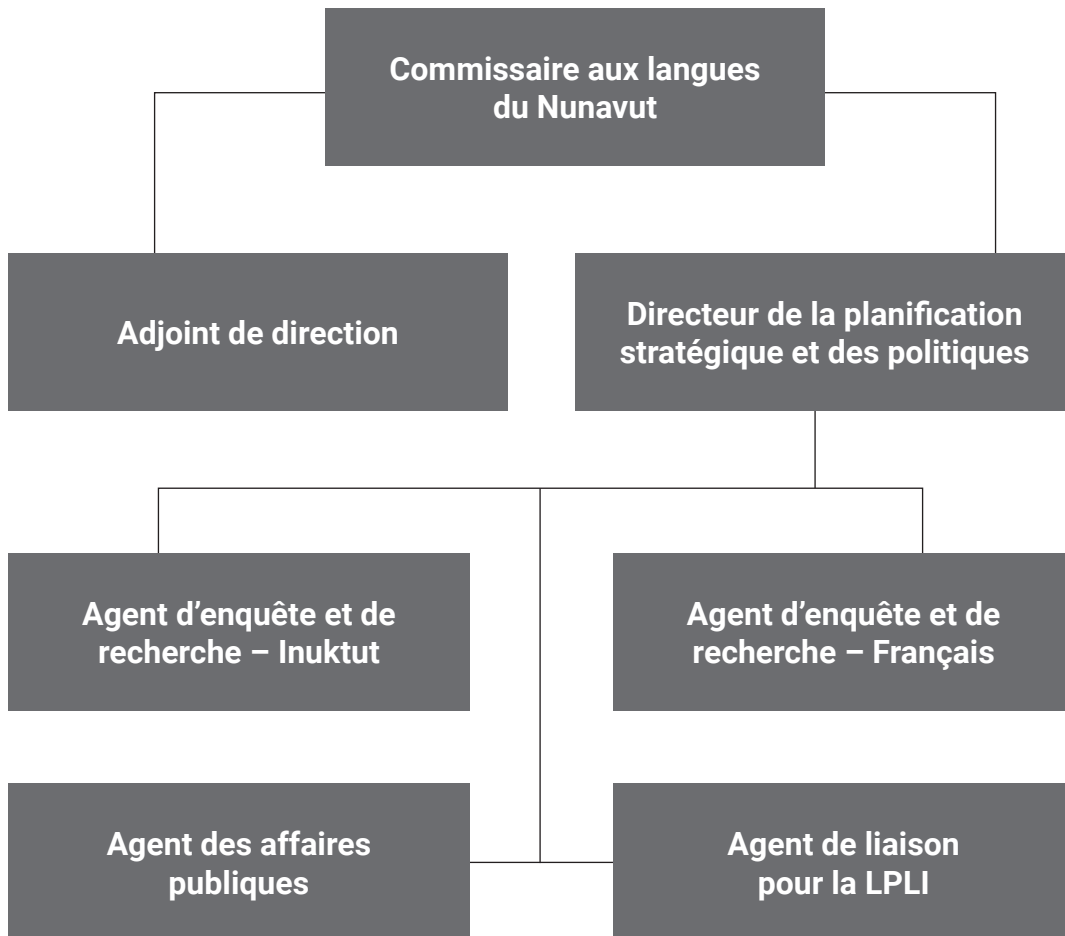 Commissaire aux langues
du Nunavut
Adjoint de direction
Directeur de la planification
stratégique et des politiques
Agent d’enquête et de
recherche – Inuktut
Agent d’enquête et de
recherche – Français
Agent des affaires
publiques
Agent de liaison
pour la LPLI